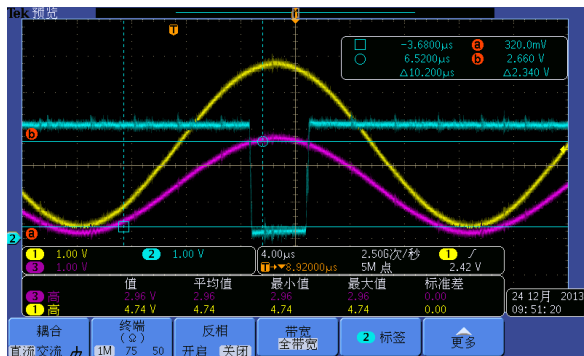 Tek 预览
T
T
-3.6800μs a 320.0mV
6.5200μs b 2.660 V
Δ10.200μs Δ2.340 V
b
a
2
1 1.00 V 2 1.00 V
3 1.00 V
4.00μs 2.50G次/秒 1
T→▼8.92000μs 5M 点 2.42 V
值 平均值 最小值 最大值 标准差
3 高 2.96 V 2.96 2.96 2.96 0.00
1 高 4.74 V 4.74 4.74 4.74 0.00
24 12月 2013
09:51:20
耦合
直流 交流
终端
(Ω)
1M 75 50
反相
开启 关闭
带宽
全带宽
2 标签
更多